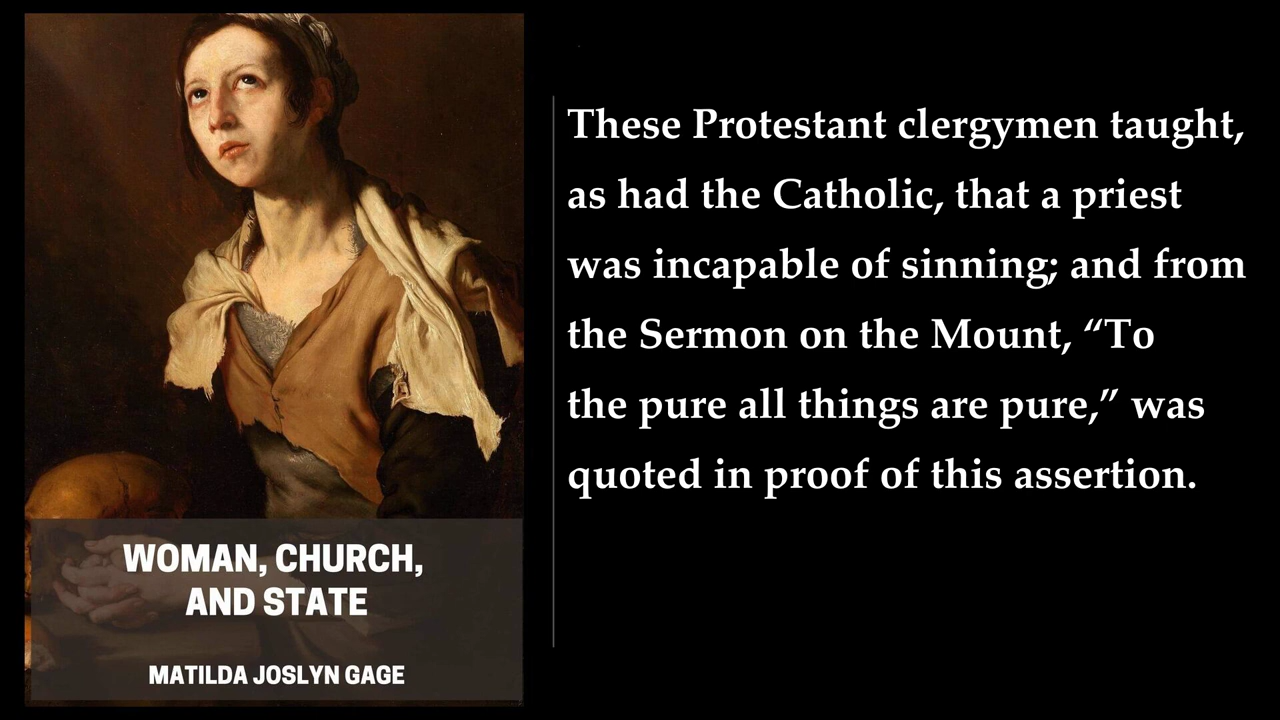 WOMAN, CHURCH,
AND STATE
MATILDA JOSLYN GAGE
These Protestant clergymen taught,
as had the Catholic, that a priest
was incapable of sinning; and from
the Sermon on the Mount, “To
the pure all things are pure,” was
quoted in proof of this assertion.